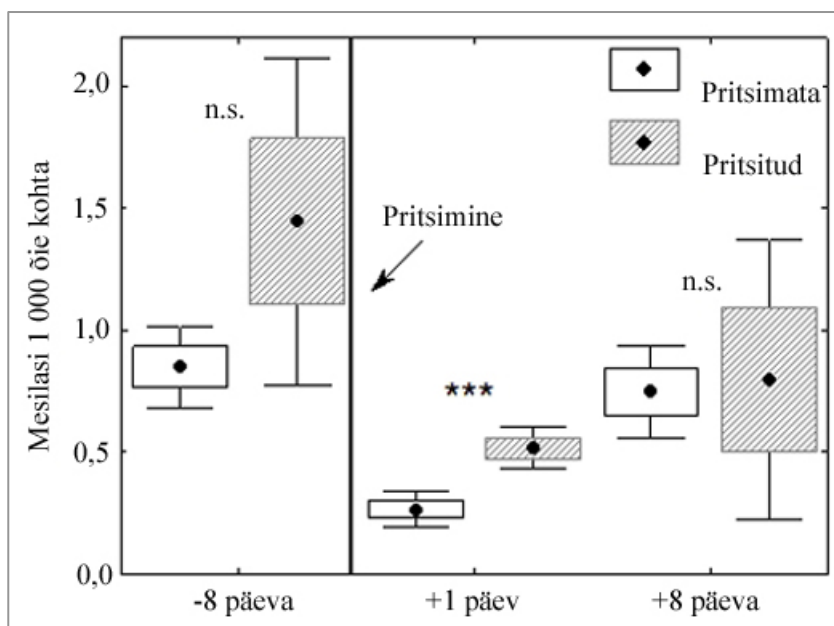 Mesilasi 1 000 õie kohta
2,0
1,5
1,0
0,5
0,0
n.s.
Pritsimine
***
n.s.
Pritsimata
Pritsitud
-8 päeva
+1 päev
+8 päeva